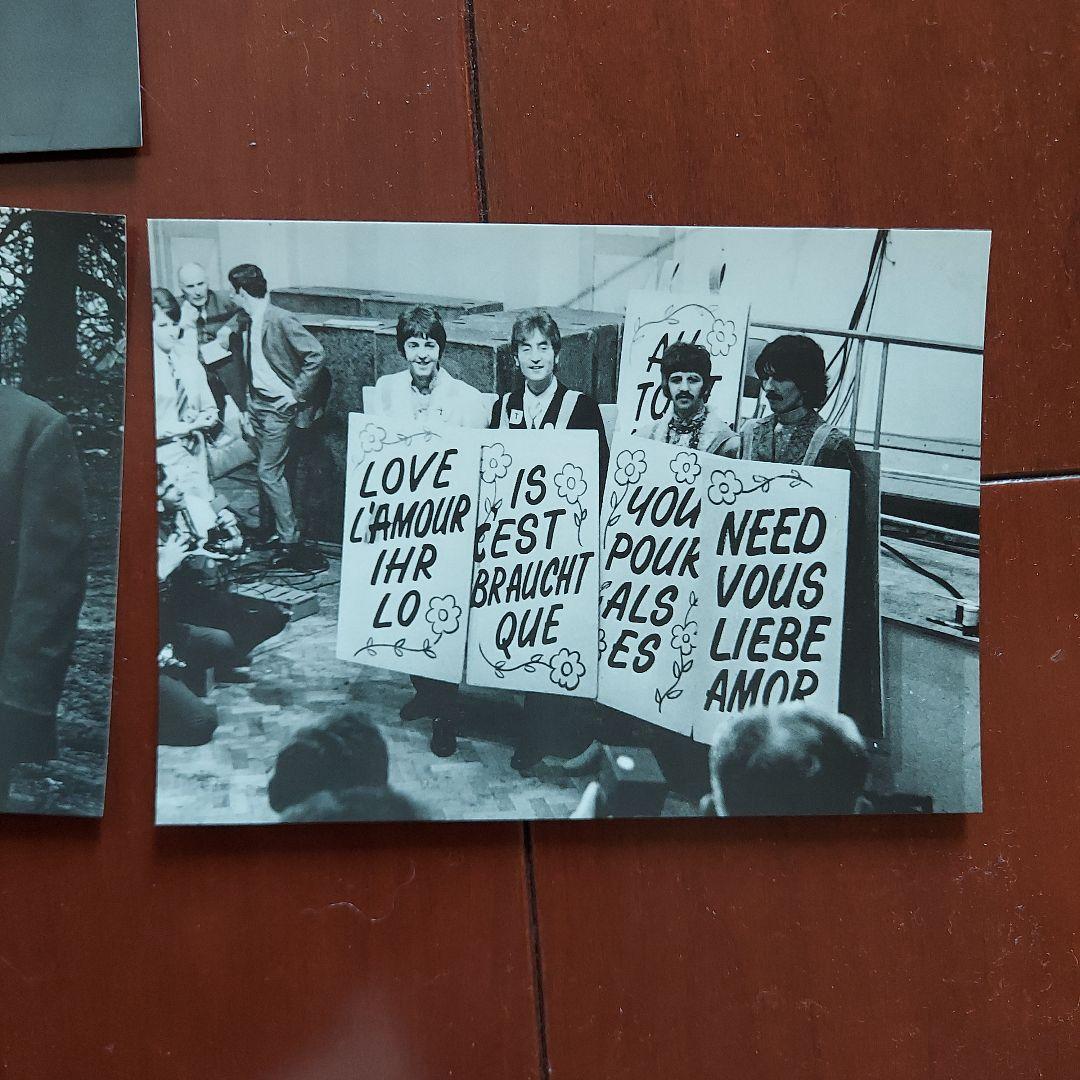 LOVE
L'AMOUR
IHR
LO
IS
C'EST
BRAUCHT
QUE
YOU
POUR
ALS
ES
NEED
VOUS
LIEBE
AMOR